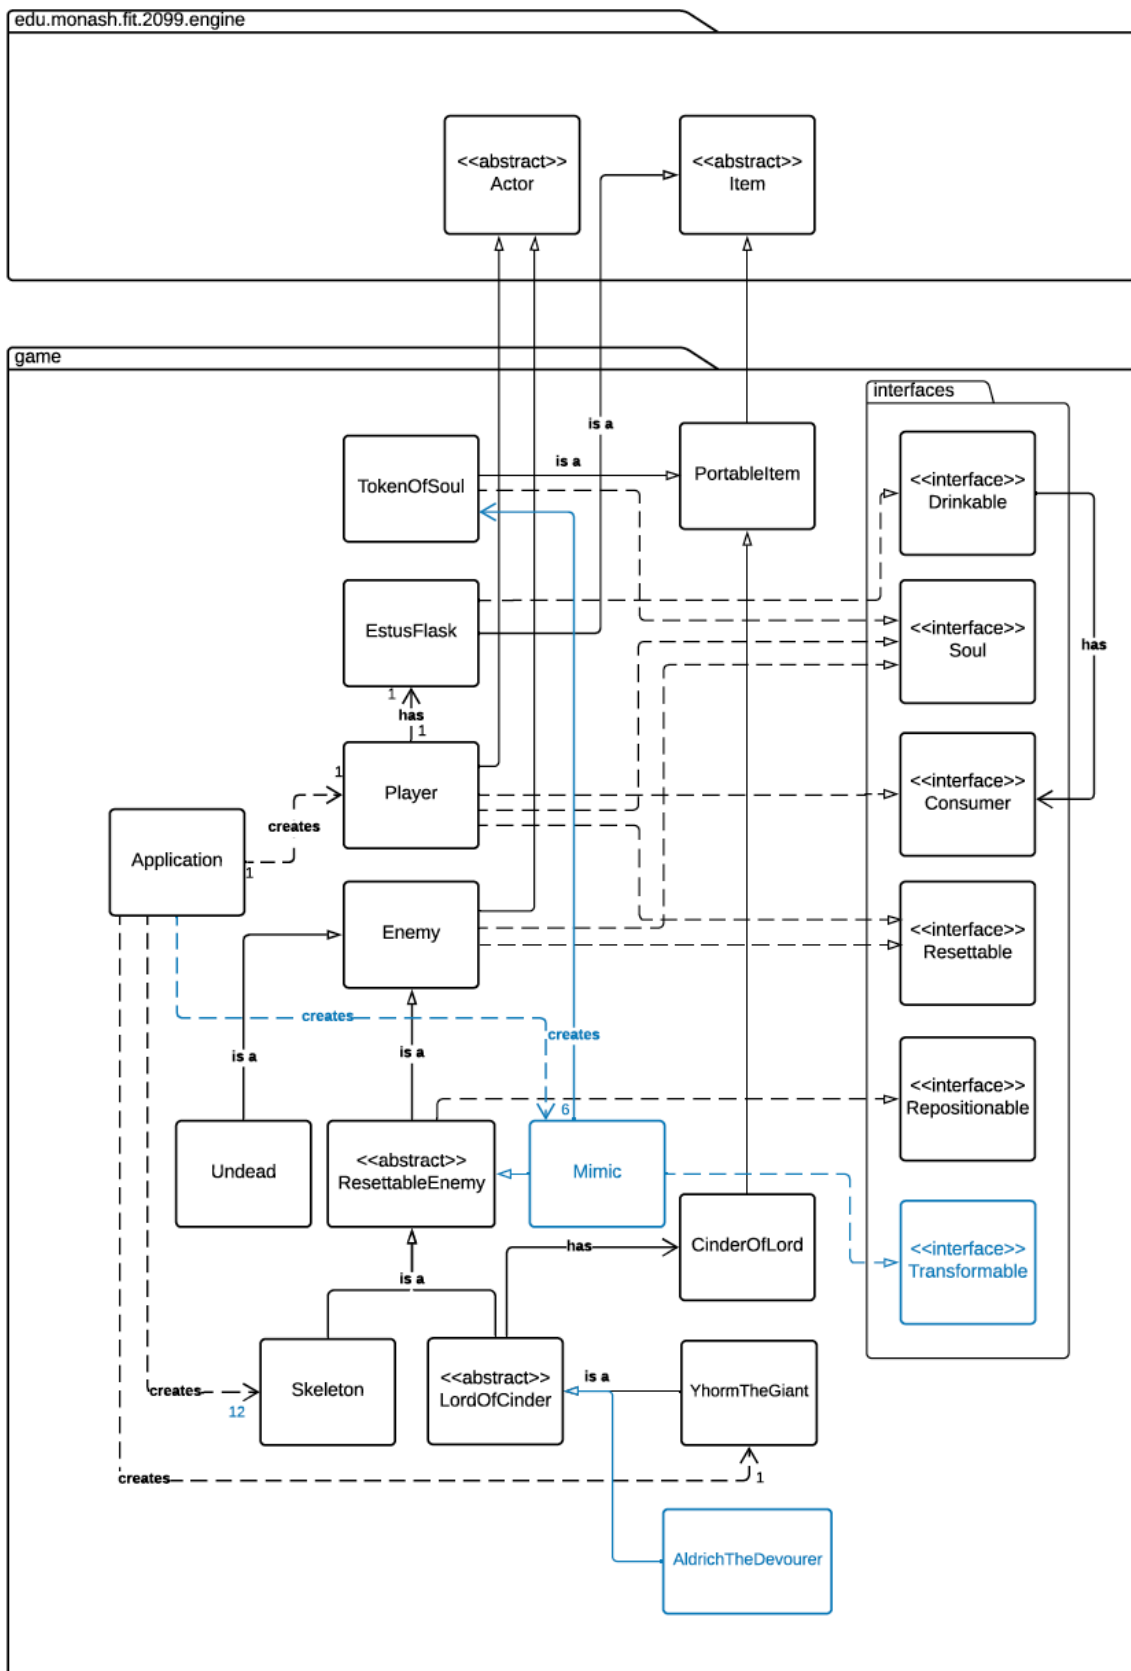 edu.monash.fit.2099.engine
<<abstract>>
Actor
<<abstract>>
Item
game
interfaces
is a
TokenOfSoul
is a
PortableItem
<<interface>>
Drinkable
EstusFlask
<<interface>>
Soul
has
1
has
1
1
Player
<<interface>>
Consumer
creates
Application
1
Enemy
<<interface>>
Resettable
creates
creates
is a
is a
<<interface>>
Repositionable
6
Undead
<<abstract>>
ResettableEnemy
Mimic
CinderOfLord
has
<<interface>>
Transformable
is a
Skeleton
<<abstract>>
LordOfCinder
is a
YhormTheGiant
creates
12
creates
1
AldrichTheDevourer